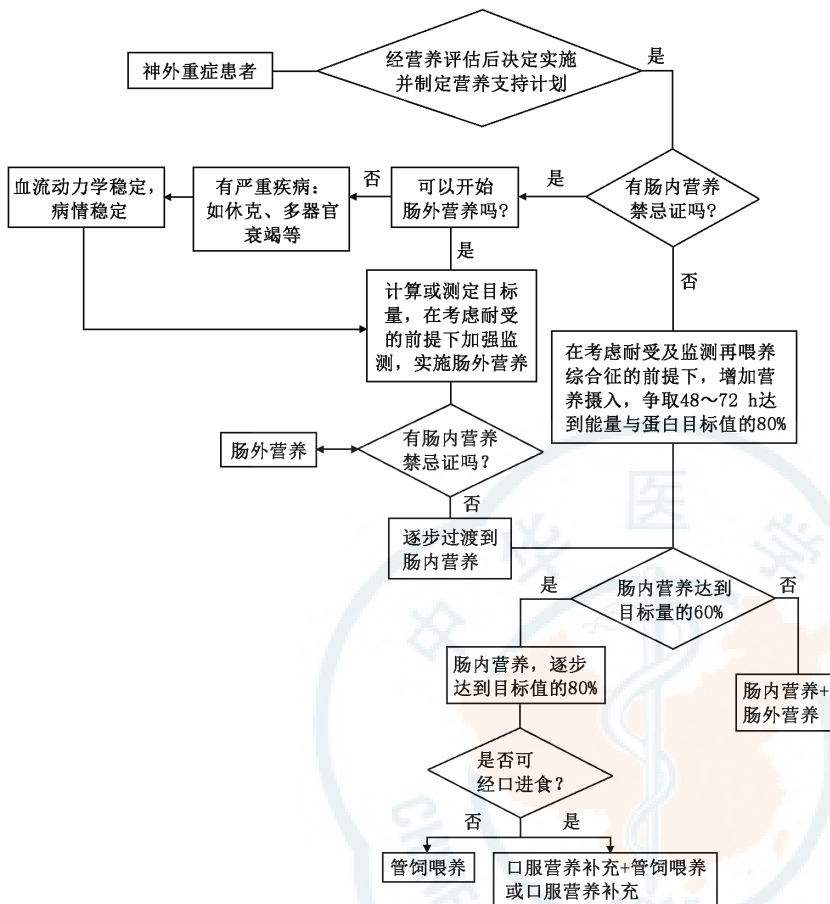 经营养评估后决定实施
并制定营养支持计划
神外重症患者
是
血流动力学稳定,
病情稳定
有严重疾病:
如休克、多器官
衰竭等
否
可以开始
肠外营养吗?
是
有肠内营养
禁忌证吗?
是
否
计算或测定目标
量,在考虑耐受
的前提下加强监
测,实施肠外营养
在考虑耐受及监测再喂养
综合征的前提下,增加营
养摄入,争取48～72 h达
到能量与蛋白目标值的80%
肠外营养
有肠内营养
禁忌证吗?
否
逐步过渡到
肠内营养
是
肠内营养达到
目标量的60%
否
肠内营养,逐步
达到目标值的80%
肠内营养+
肠外营养
是否可
经口进食?
否
是
管饲喂养
口服营养补充+管饲喂养
或口服营养补充
中华医学
CHINE